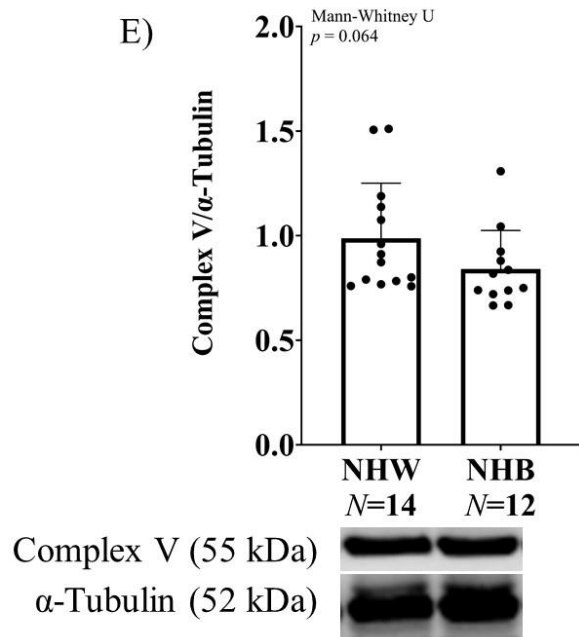 E)
Mann-Whitney U
p = 0.064
Complex V/α-Tubulin
2.0
1.5
1.0
0.5
0.0
NHW NHB
N=14 N=12
Complex V (55 kDa)
α-Tubulin (52 kDa)